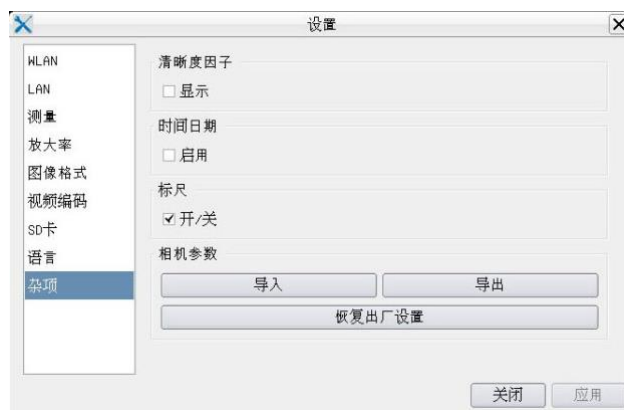 设置
WLAN
LAN
测量
放大率
图像格式
视频编码
SD卡
语言
杂项
清晰度因子
显示
时间日期
启用
标尺
开/关
相机参数
导入
导出
恢复出厂设置
关闭
应用